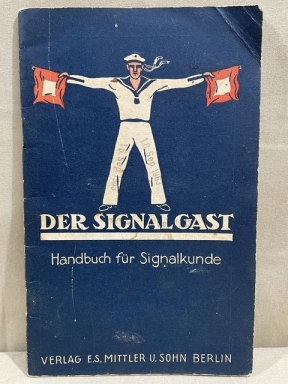 DER SIGNALGAST
Handbuch für Signalkunde
VERLAG E.S. MITTLER U. SOHN BERLIN